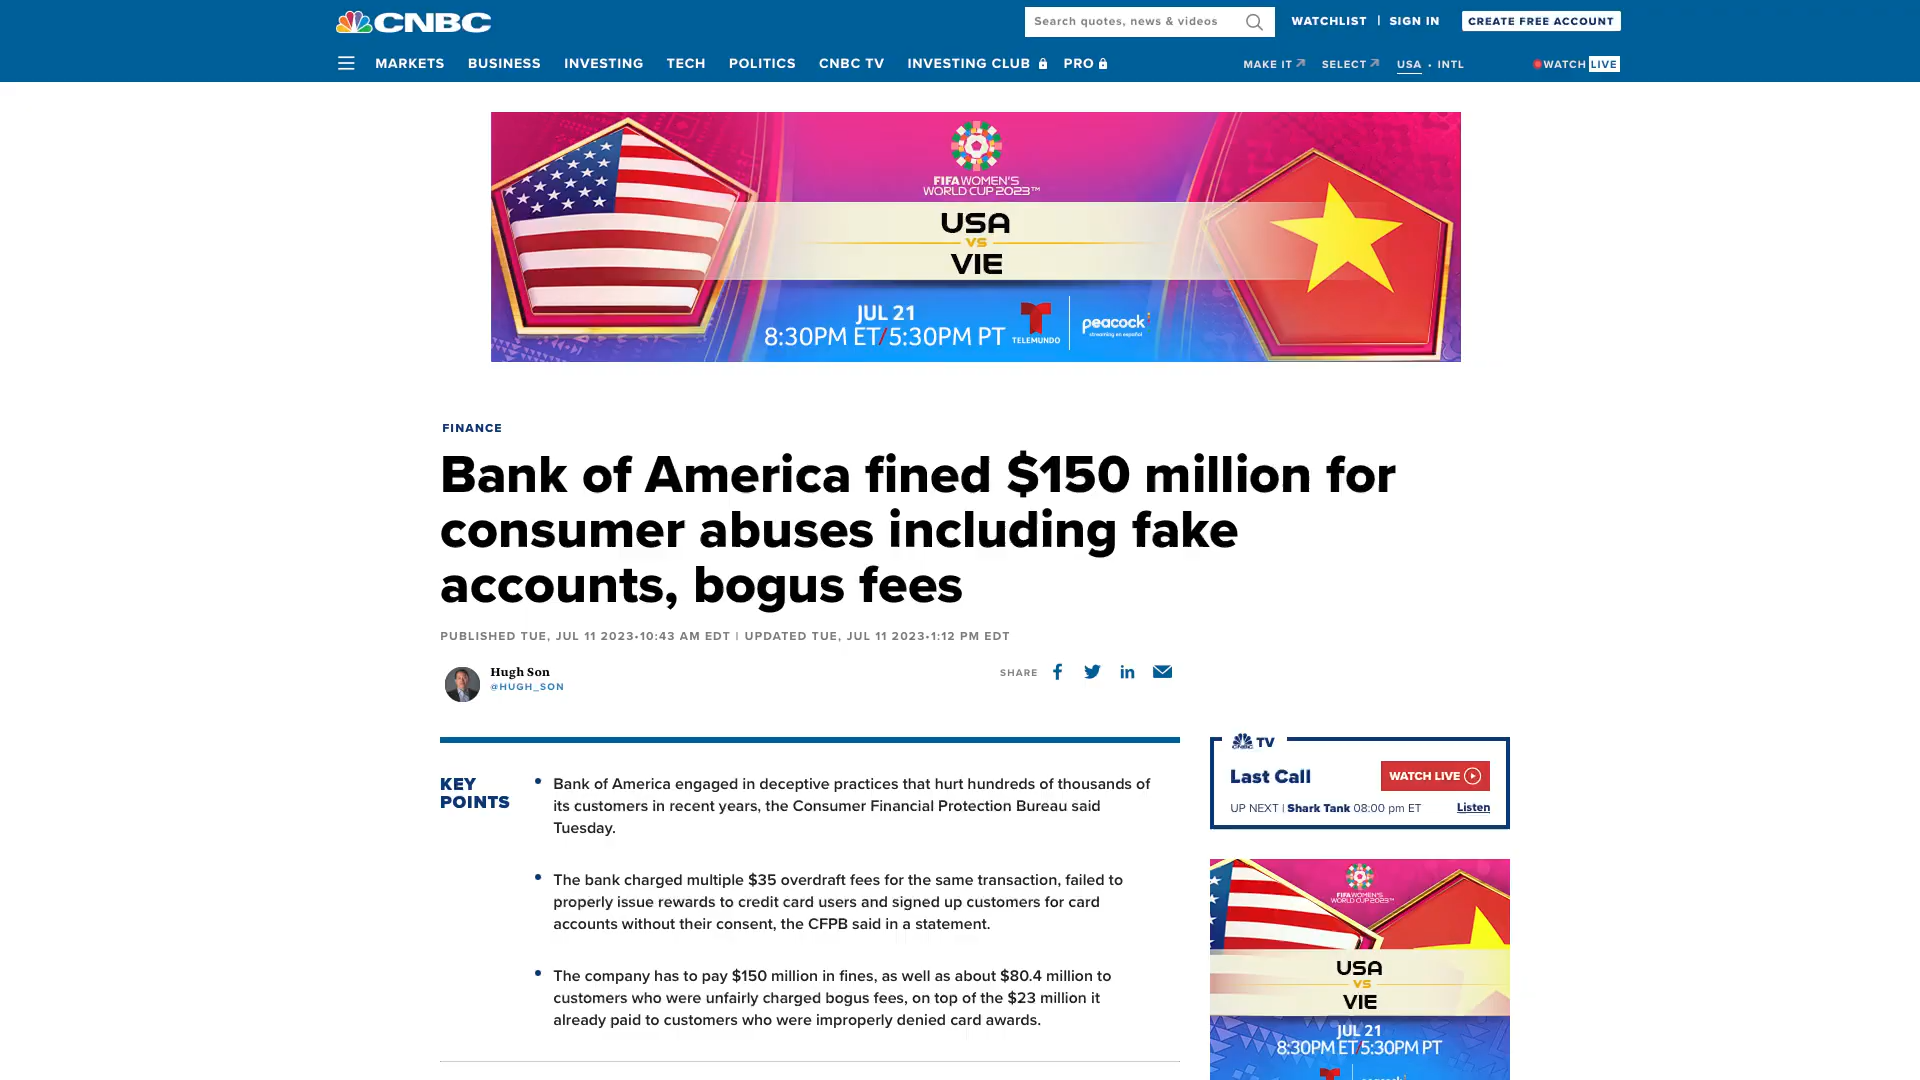 CNBC
Search quotes, news & videos
WATCHLIST | SIGN IN
CREATE FREE ACCOUNT
MARKETS BUSINESS INVESTING TECH POLITICS CNBC TV INVESTING CLUB PRO
MAKE IT SELECT USA • INTL
WATCH LIVE
FIFA WOMEN'S
WORLD CUP 2023™
USA
VS
VIE
JUL 21
8:30PM ET/5:30PM PT
TELEMUNDO
peacock
streaming en español
FINANCE
Bank of America fined $150 million for
consumer abuses including fake
accounts, bogus fees
PUBLISHED TUE, JUL 11 2023•10:43 AM EDT | UPDATED TUE, JUL 11 2023•1:12 PM EDT
Hugh Son
@HUGH_SON
SHARE
KEY
POINTS
• Bank of America engaged in deceptive practices that hurt hundreds of thousands of
its customers in recent years, the Consumer Financial Protection Bureau said
Tuesday.
• The bank charged multiple $35 overdraft fees for the same transaction, failed to
properly issue rewards to credit card users and signed up customers for card
accounts without their consent, the CFPB said in a statement.
• The company has to pay $150 million in fines, as well as about $80.4 million to
customers who were unfairly charged bogus fees, on top of the $23 million it
already paid to customers who were improperly denied card awards.
CNBC TV
Last Call
WATCH LIVE
UP NEXT | Shark Tank 08:00 pm ET
Listen
FIFA WOMEN'S
WORLD CUP 2023™
USA
VS
VIE
JUL 21
8:30PM ET/5:30PM PT
peacock